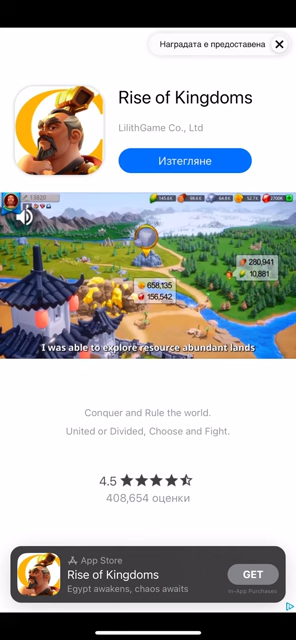 Наградата е предоставена
Rise of Kingdoms
LilithGame Co., Ltd
Изтегляне
280,941
10,881
658,135
156,542
I was able to explore resource abundant lands
Conquer and Rule the world.
United or Divided, Choose and Fight.
4.5
408,654 оценки
App Store
Rise of Kingdoms
GET
Egypt awakens, chaos awaits
In-App Purchases